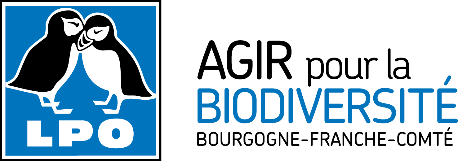 LPO
AGIR pour la
BIODIVERSITÉ
BOURGOGNE-FRANCHE-COMTÉ